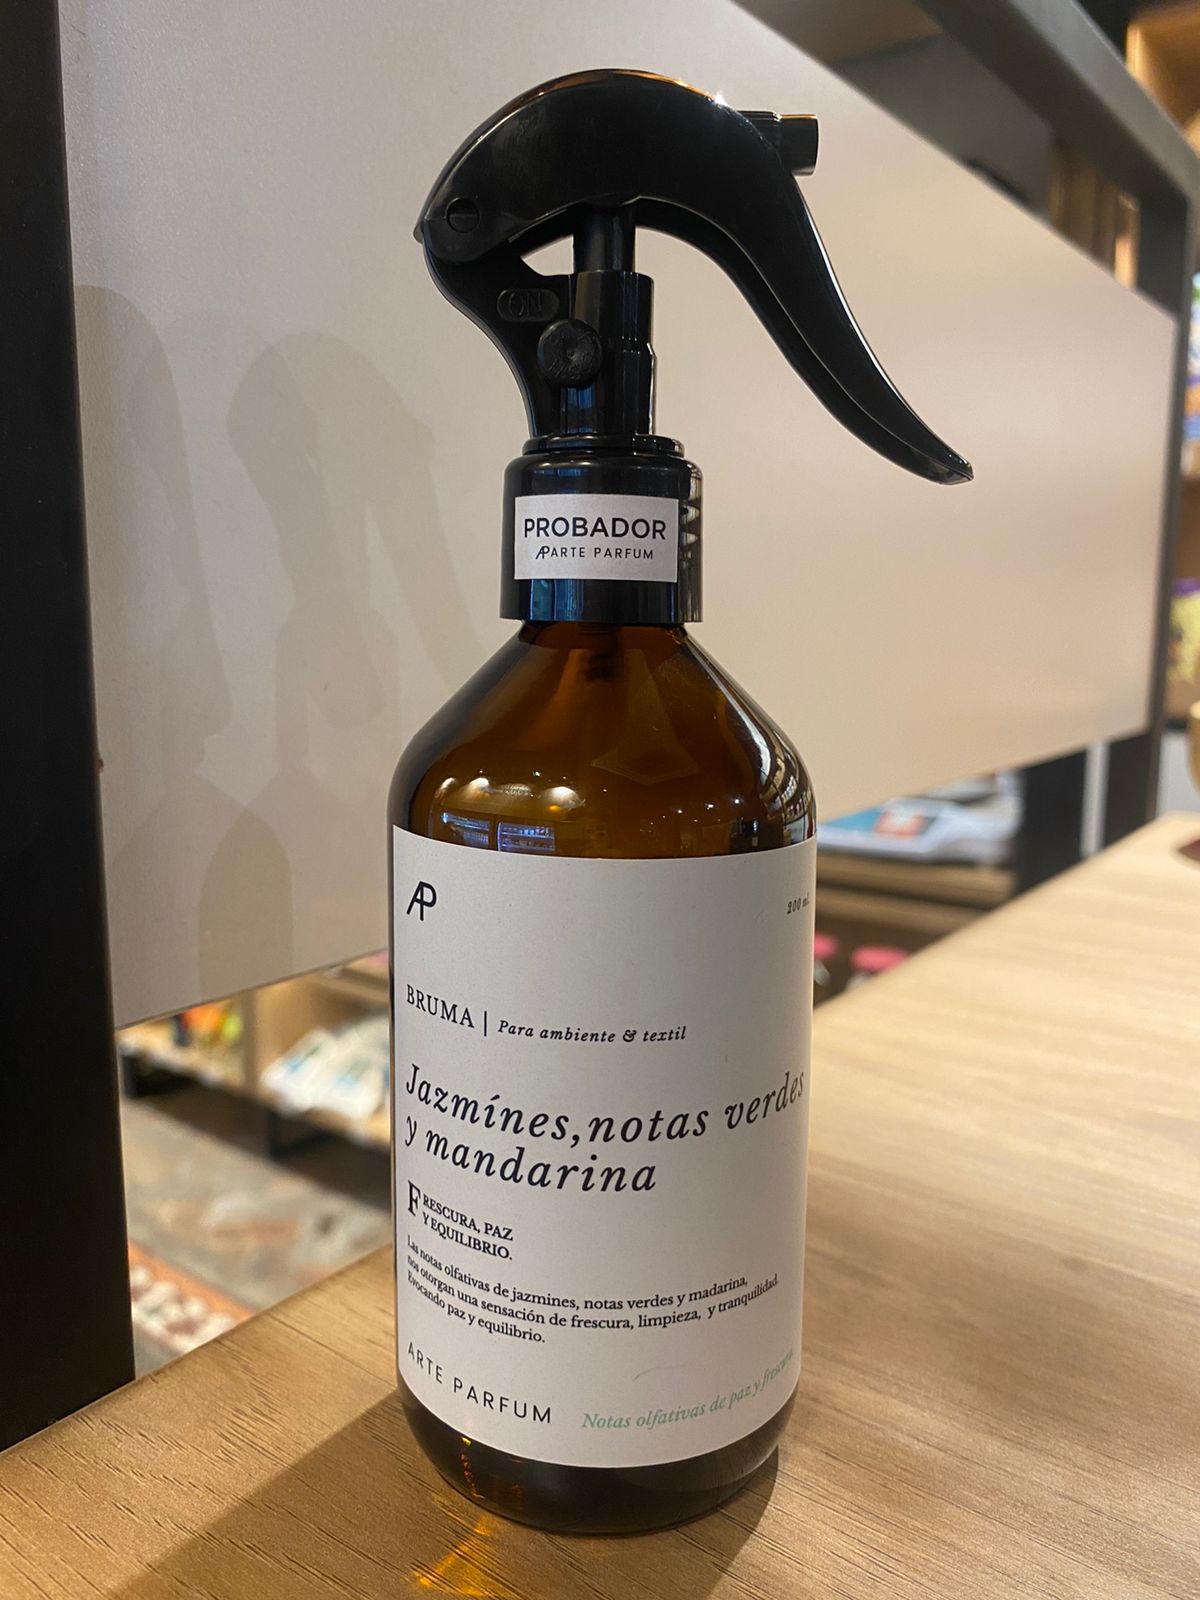 ON
PROBADOR
AP ARTE PARFUM
AP
200 ml.
BRUMA | Para ambiente & textil
Jazmínes, notas verdes
y mandarina
FRESCURA, PAZ
Y EQUILIBRIO.
Las notas olfativas de jazmines, notas verdes y madarina,
nos otorgan una sensación de frescura, limpieza, y tranquilidad.
Evocando paz y equilibrio.
ARTE PARFUM
Notas olfativas de paz y frescura.